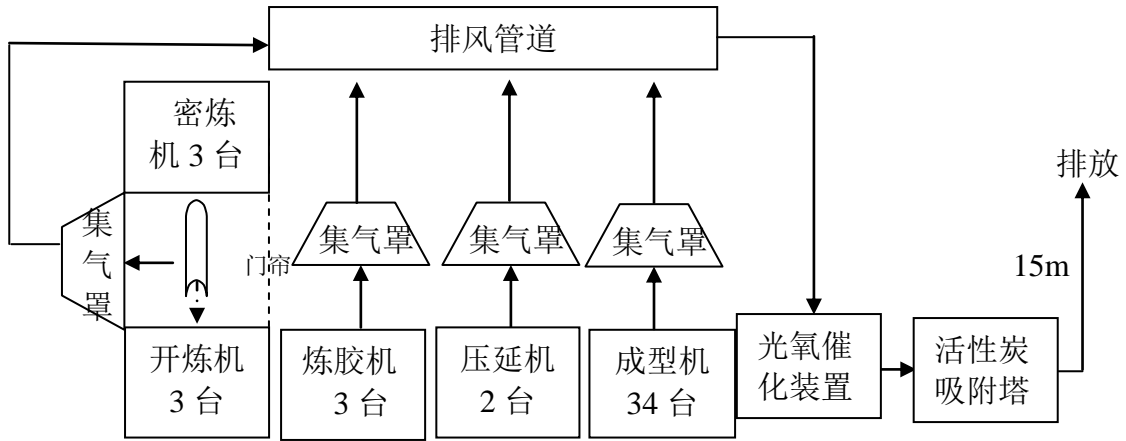 排风管道
密炼
机 3 台
排放
集
气
罩
门帘
集气罩
集气罩
集气罩
15m
开炼机
3 台
炼胶机
3 台
压延机
2 台
成型机
34 台
光氧催
化装置
活性炭
吸附塔